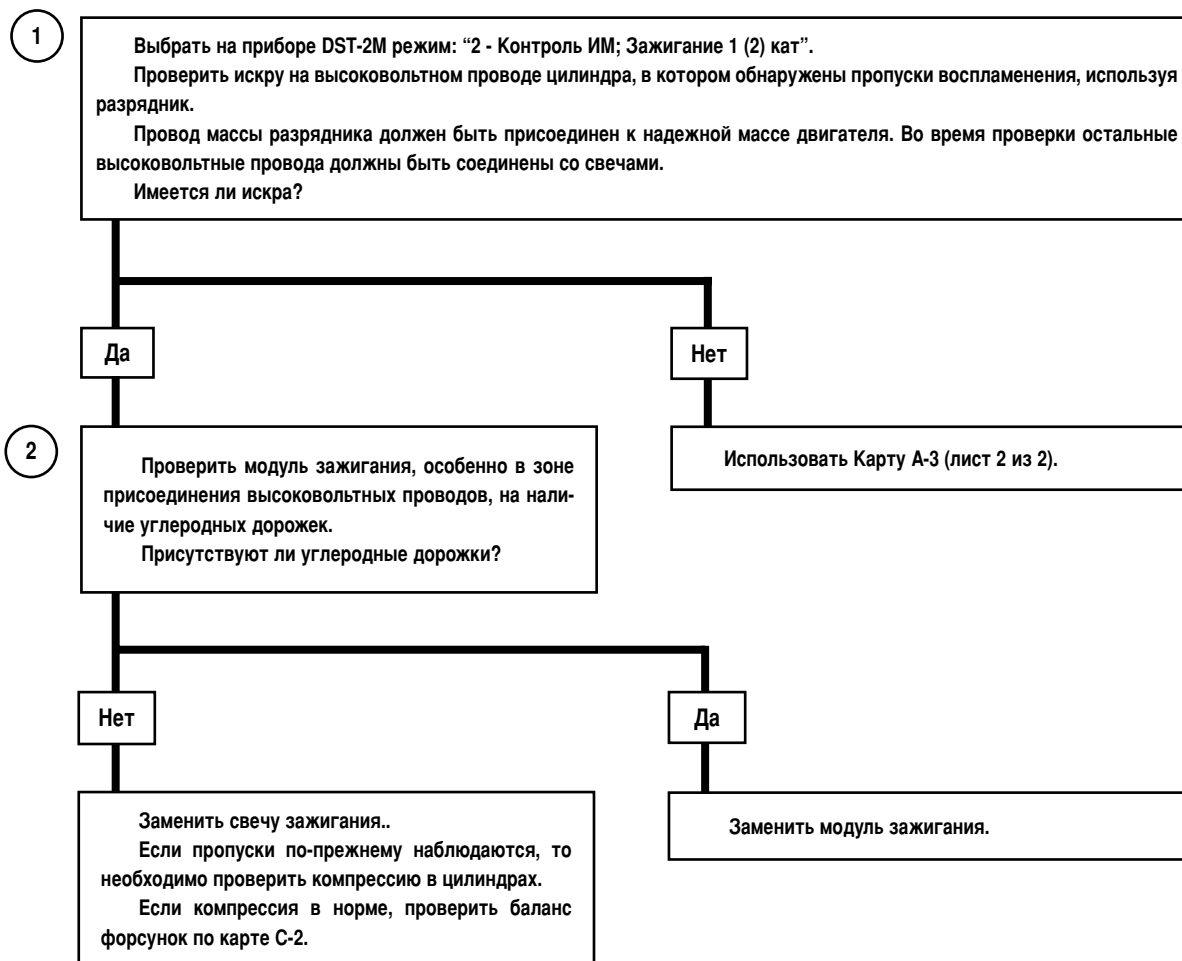 1
Выбрать на приборе DST-2M режим: “2 - Контроль ИМ; Зажигание 1 (2) кат”.
Проверить искру на высоковольтном проводе цилиндра, в котором обнаружены пропуски воспламенения, используя
разрядник.
Провод массы разрядника должен быть присоединен к надежной массе двигателя. Во время проверки остальные
высоковольтные провода должны быть соединены со свечами.
Имеется ли искра?
Да
Нет
2
Проверить модуль зажигания, особенно в зоне
присоединения высоковольтных проводов, на нали-
чие углеродных дорожек.
Присутствуют ли углеродные дорожки?
Использовать Карту А-3 (лист 2 из 2).
Нет
Да
Заменить свечу зажигания..
Если пропуски по-прежнему наблюдаются, то
необходимо проверить компрессию в цилиндрах.
Если компрессия в норме, проверить баланс
форсунок по карте С-2.
Заменить модуль зажигания.